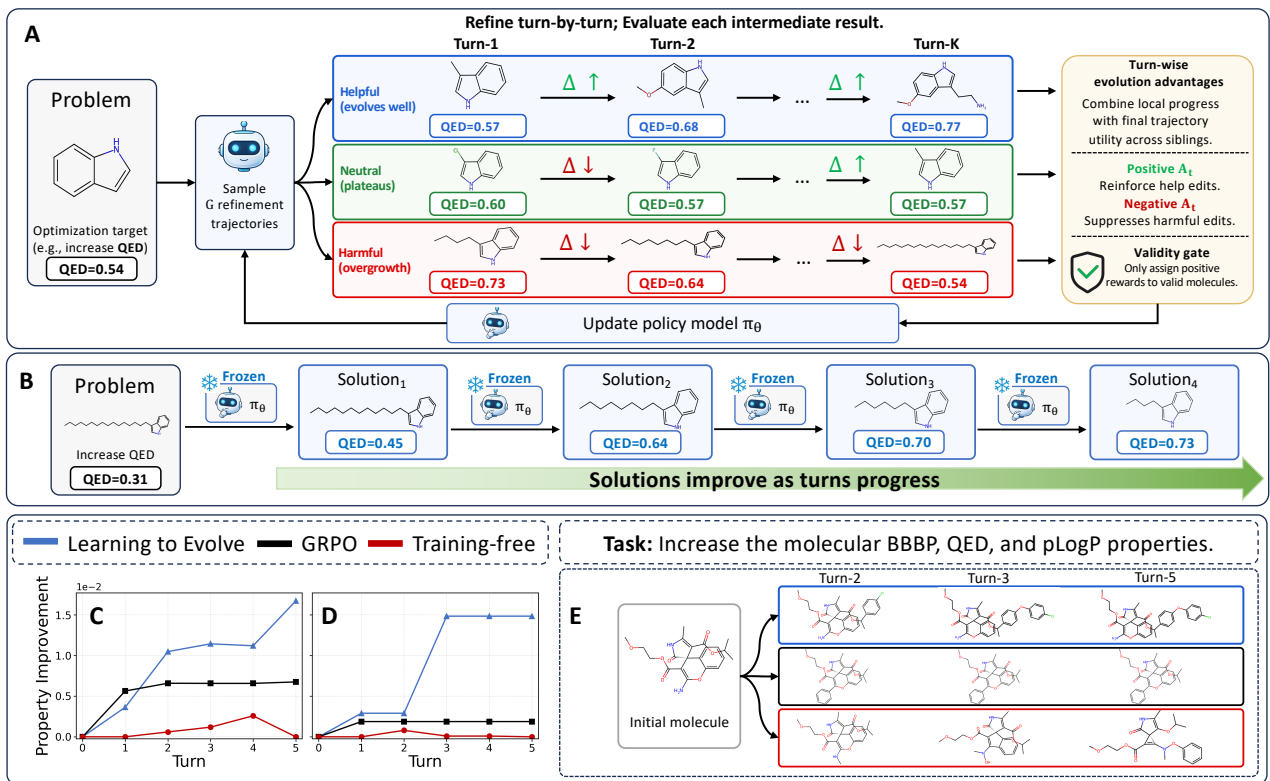 A
Refine turn-by-turn; Evaluate each intermediate result.
Turn-1
Turn-2
Turn-K
Problem
Optimization target
(e.g., increase QED)
QED=0.54
Sample
G refinement
trajectories
Helpful
(evolves well)
Δ ↑
...
Δ ↑
QED=0.57
QED=0.68
QED=0.77
Neutral
(plateaus)
Δ ↓
...
Δ ↑
QED=0.60
QED=0.57
QED=0.57
Harmful
(overgrowth)
Δ ↓
...
Δ ↓
QED=0.73
QED=0.64
QED=0.54
Turn-wise
evolution advantages
Combine local progress
with final trajectory
utility across siblings.
Positive A_t
Reinforce help edits.
Negative A_t
Suppresses harmful edits.
Validity gate
Only assign positive
rewards to valid molecules.
Update policy model π_θ
B
Problem
Increase QED
QED=0.31
Frozen
π_θ
Solution_1
QED=0.45
Frozen
π_θ
Solution_2
QED=0.64
Frozen
π_θ
Solution_3
QED=0.70
Frozen
π_θ
Solution_4
QED=0.73
Solutions improve as turns progress
Learning to Evolve
GRPO
Training-free
1e-2
C
Property Improvement
1.5
1.0
0.5
0.0
0 1 2 3 4 5
Turn
D
0 1 2 3 4 5
Turn
Task: Increase the molecular BBBP, QED, and pLogP properties.
E
Turn-2
Turn-3
Turn-5
Initial molecule